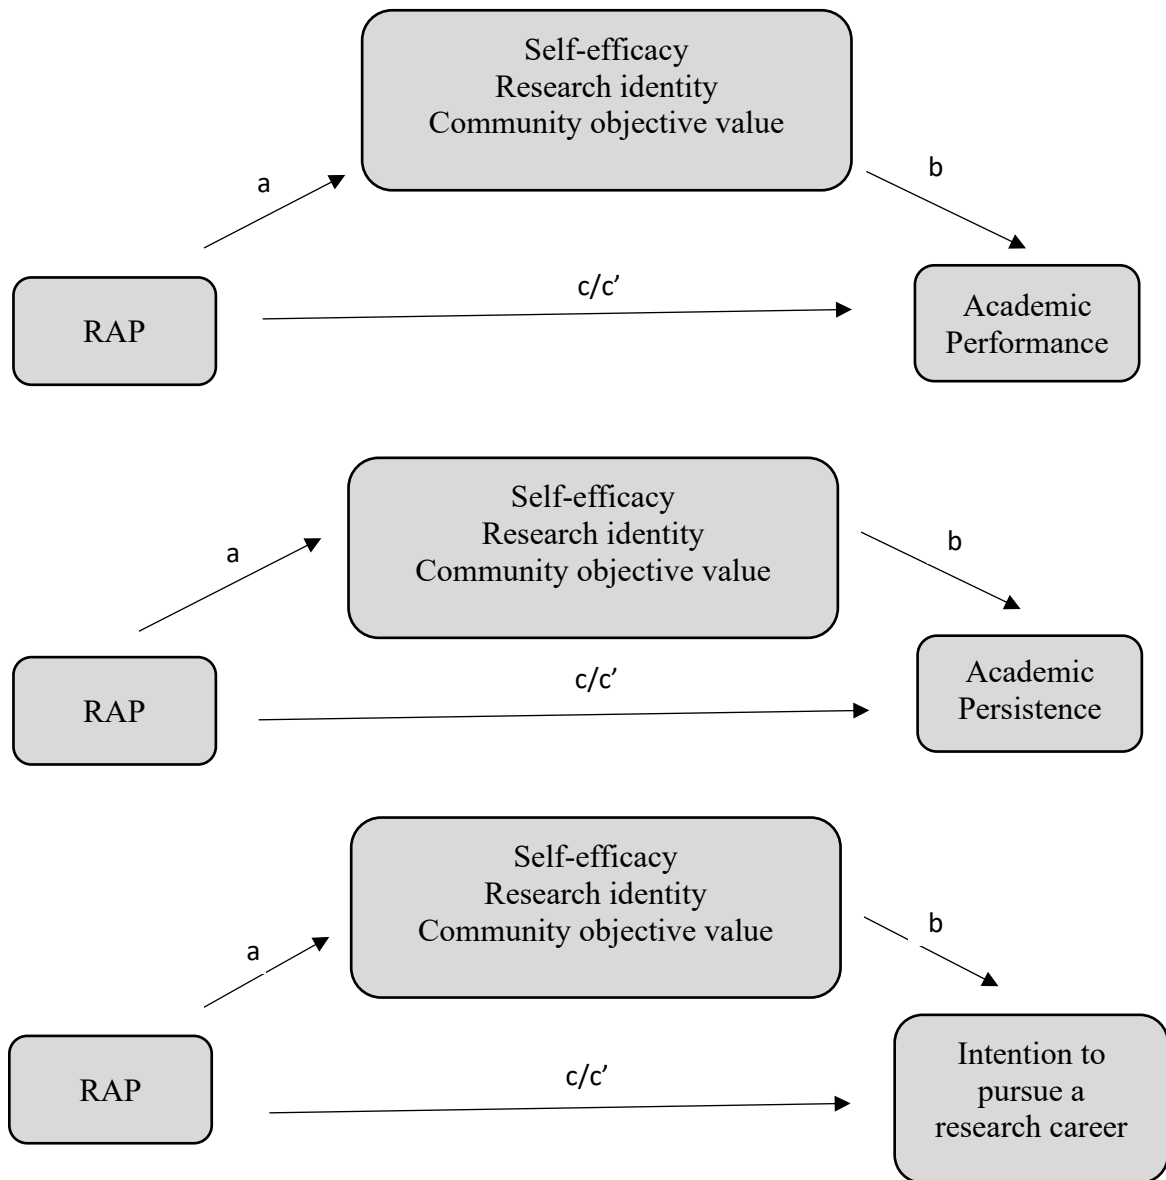 Self-efficacy
Research identity
Community objective value
a
b
RAP
c/c’
Academic
Performance
Self-efficacy
Research identity
Community objective value
a
b
RAP
c/c’
Academic
Persistence
Self-efficacy
Research identity
Community objective value
a
b
RAP
c/c’
Intention to
pursue a
research career